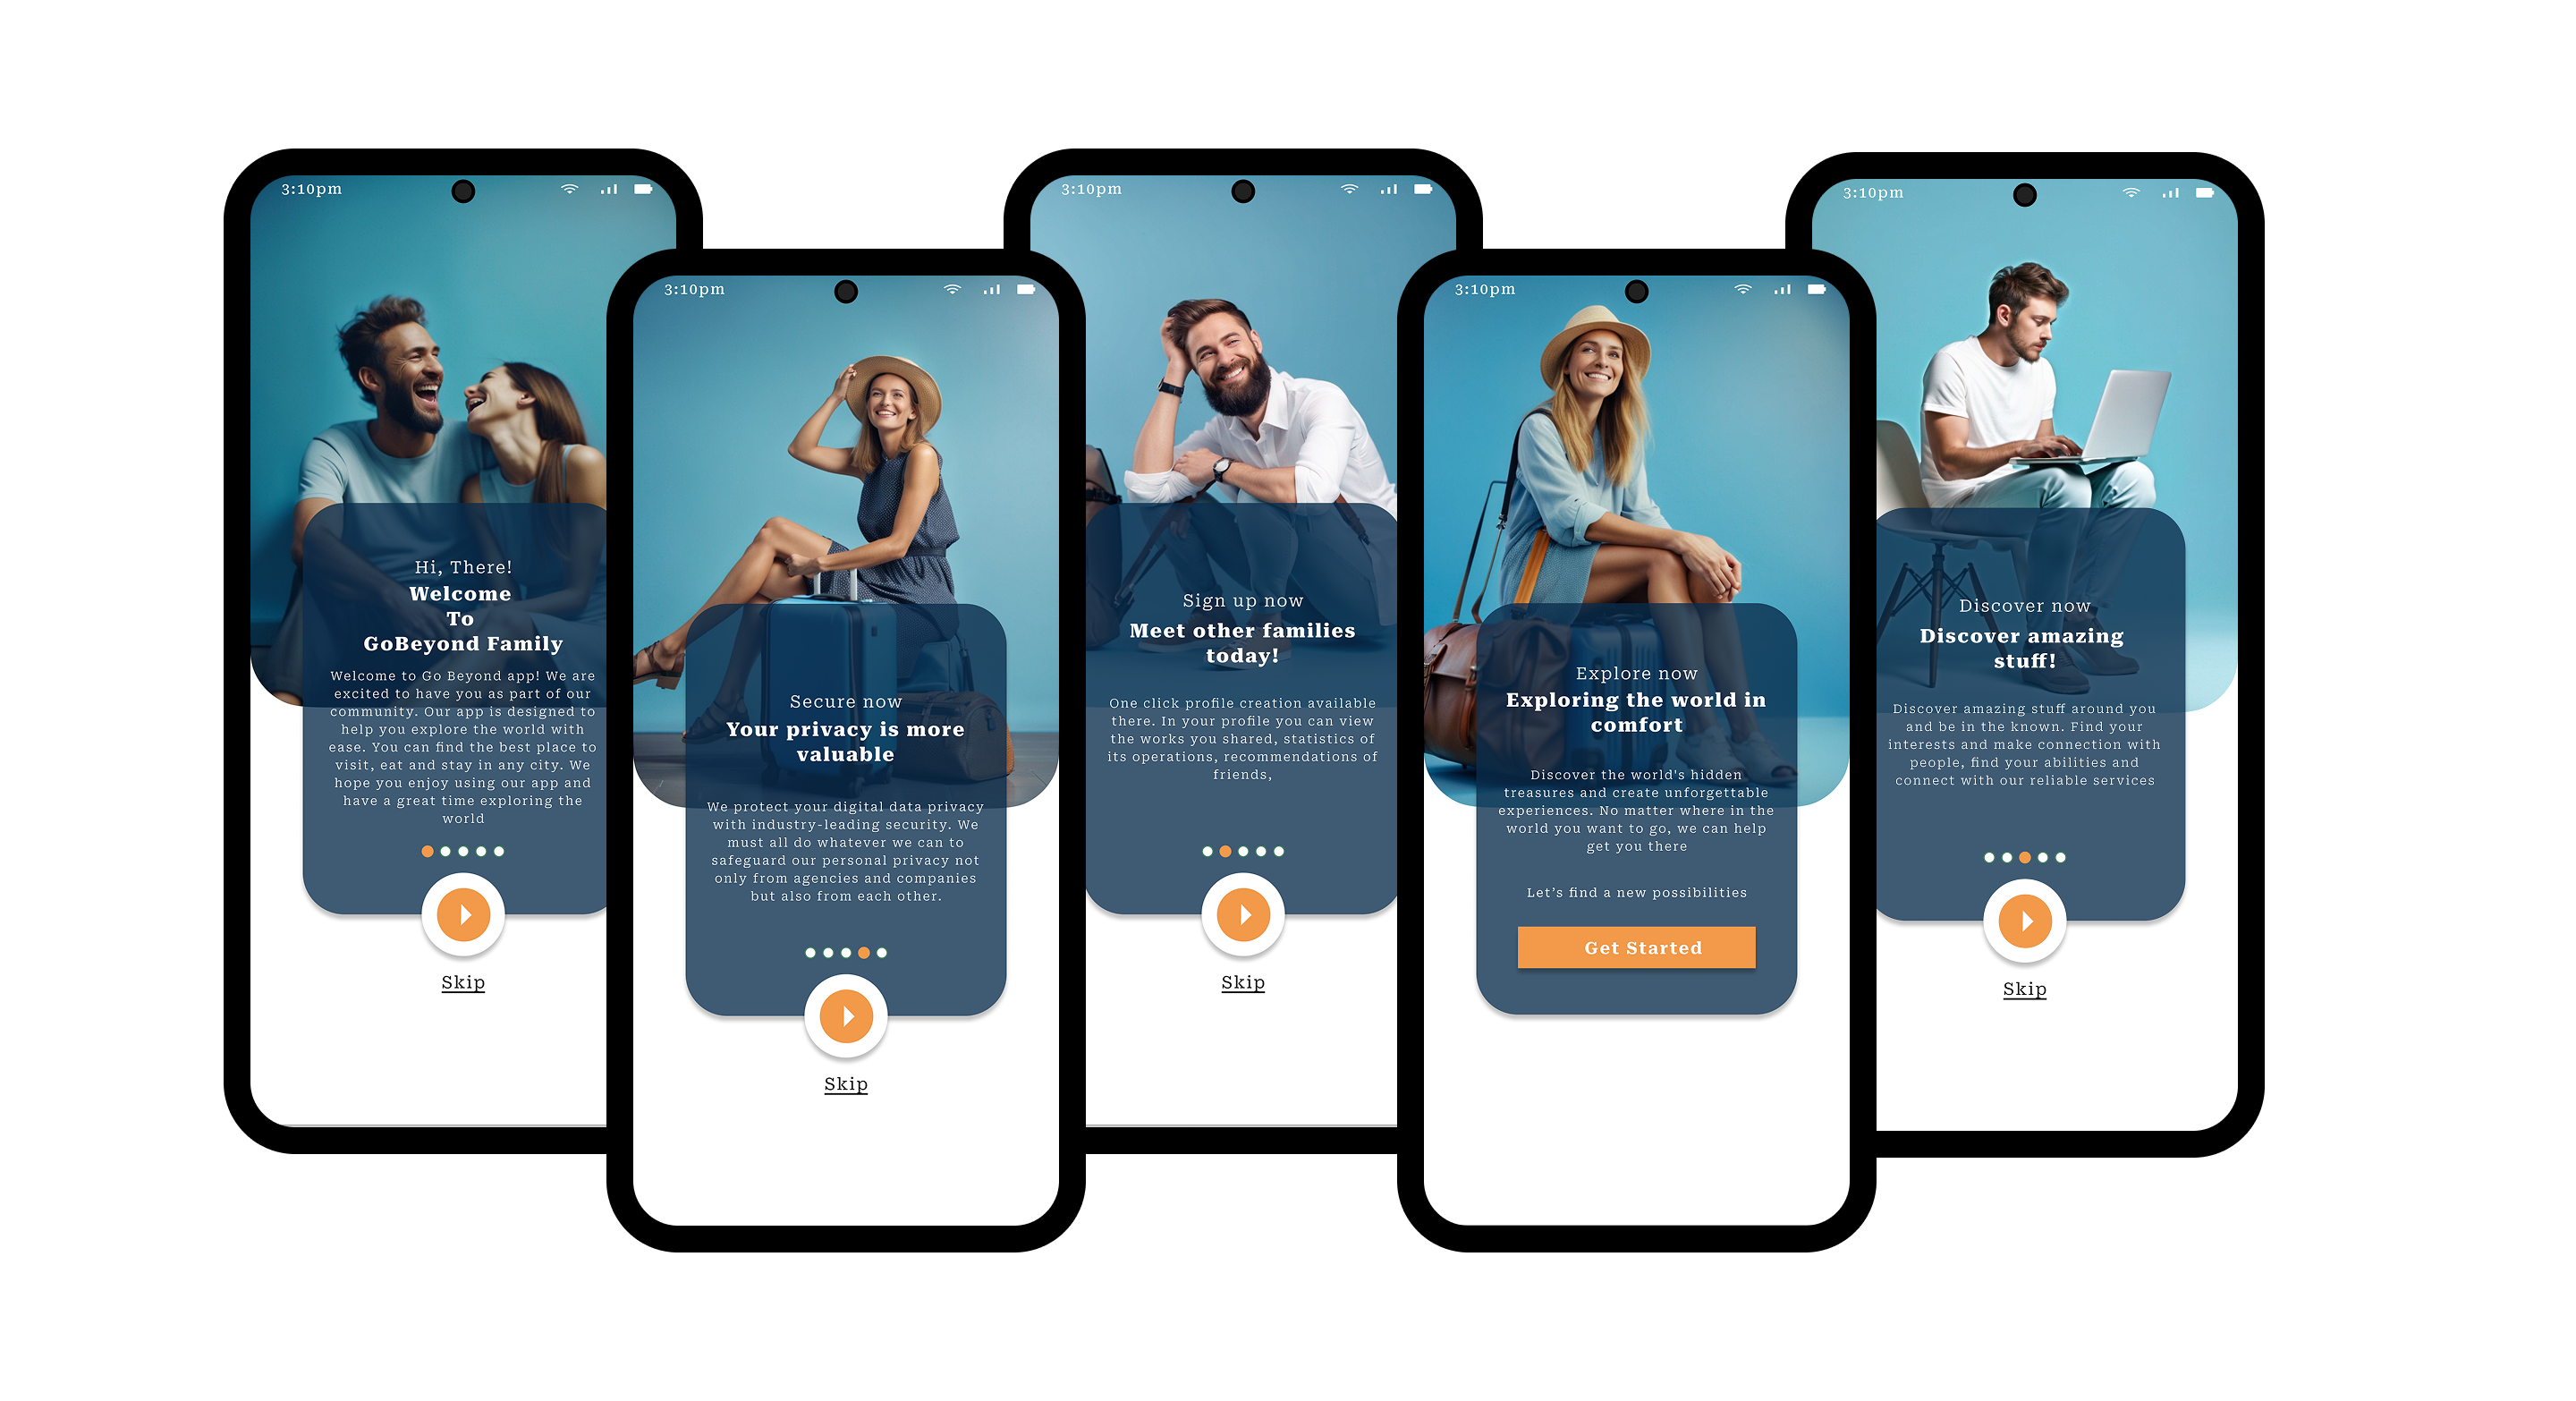 3:10pm
Hi, There!
Welcome
To
GoBeyond Family
Welcome to Go Beyond app! We are
excited to have you as part of our
community. Our app is designed to
help you explore the world with
ease. You can find the best place to
visit, eat and stay in any city. We
hope you enjoy using our app and
have a great time exploring the
world
Skip
3:10pm
Secure now
Your privacy is more
valuable
We protect your digital data privacy
with industry-leading security. We
must all do whatever we can to
safeguard our personal privacy not
only from agencies and companies
but also from each other.
Skip
3:10pm
Sign up now
Meet other families
today!
One click profile creation available
there. In your profile you can view
the works you shared, statistics of
its operations, recommendations of
friends,
Skip
3:10pm
Explore now
Exploring the world in
comfort
Discover the world's hidden
treasures and create unforgettable
experiences. No matter where in the
world you want to go, we can help
get you there
Let’s find a new possibilities
Get Started
3:10pm
Discover now
Discover amazing
stuff!
Discover amazing stuff around you
and be in the known. Find your
interests and make connection with
people, find your abilities and
connect with our reliable services
Skip